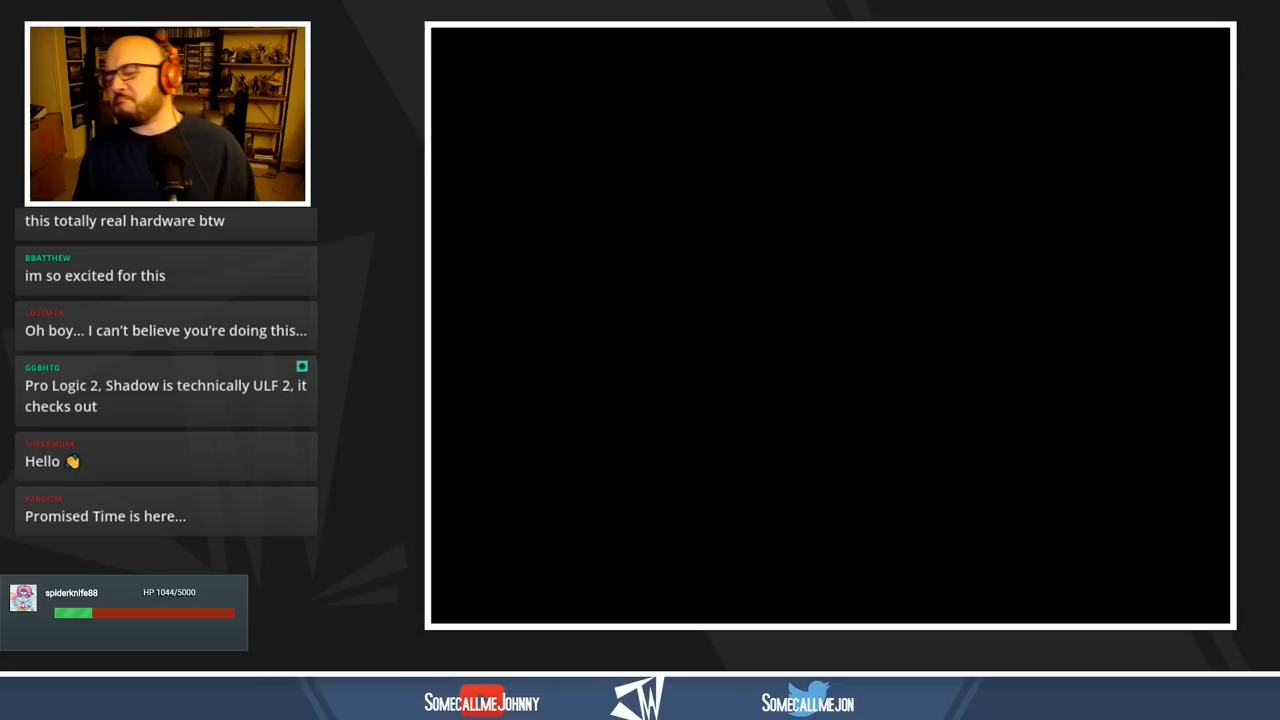 this totally real hardware btw
BBATTHEW
im so excited for this
Oh boy... I can't believe you're doing this...
GGBHTG
Pro Logic 2, Shadow is technically ULF 2, it
checks out
Hello 👏
K3BOOM
Promised Time is here...
spiderknife88 HP 1044/5000
SOMECALLMEJOHNNY
SOMECALLMEJON